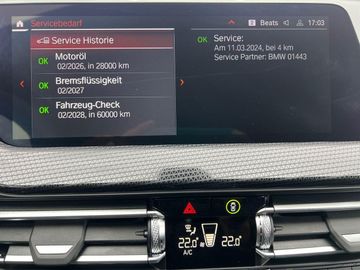 Servicebedarf
Beats 17:03
Service Historie
OK Motoröl
02/2026, in 28000 km
OK Bremsflüssigkeit
02/2027
OK Fahrzeug-Check
02/2028, in 60000 km
OK Service:
Am 11.03.2024, bei 4 km
Service Partner: BMW 01443
22.0 22.0
A/C